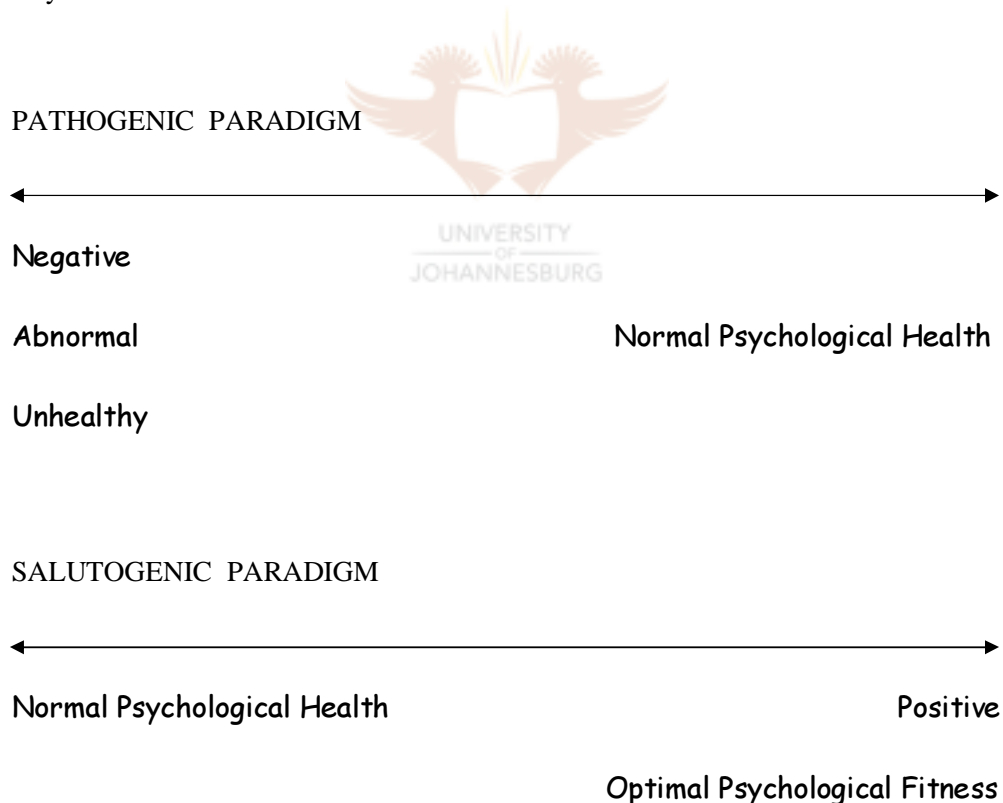 PATHOGENIC PARADIGM
UNIVERSITY
OF
JOHANNESBURG
Negative
Abnormal Normal Psychological Health
Unhealthy
SALUTOGENIC PARADIGM
Normal Psychological Health Positive
Optimal Psychological Fitness